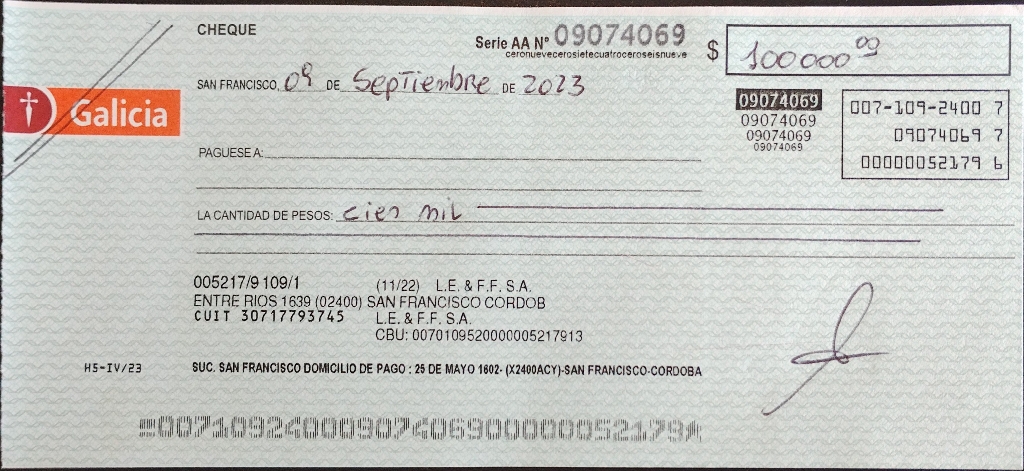 CHEQUE
Serie AA N° 09074069
ceronuevecerosietecuatroceroseisnueve
$ 100000 00
SAN FRANCISCO, 09 DE Septiembre DE 2023
Galicia
09074069
09074069
09074069
09074069
007-109-2400 7
09074069 7
00000052179 6
PAGUESE A:
LA CANTIDAD DE PESOS: cien mil
005217/9 109/1 (11/22) L.E. & F.F. S.A.
ENTRE RIOS 1639 (02400) SAN FRANCISCO CORDOB
CUIT 30717793745 L.E. & F.F. S.A.
CBU: 0070109520000005217913
HS-IV/23
SUC. SAN FRANCISCO DOMICILIO DE PAGO : 25 DE MAYO 1602- (X2400ACY)-SAN FRANCISCO-CORDOBA
00710924000907406900000052179